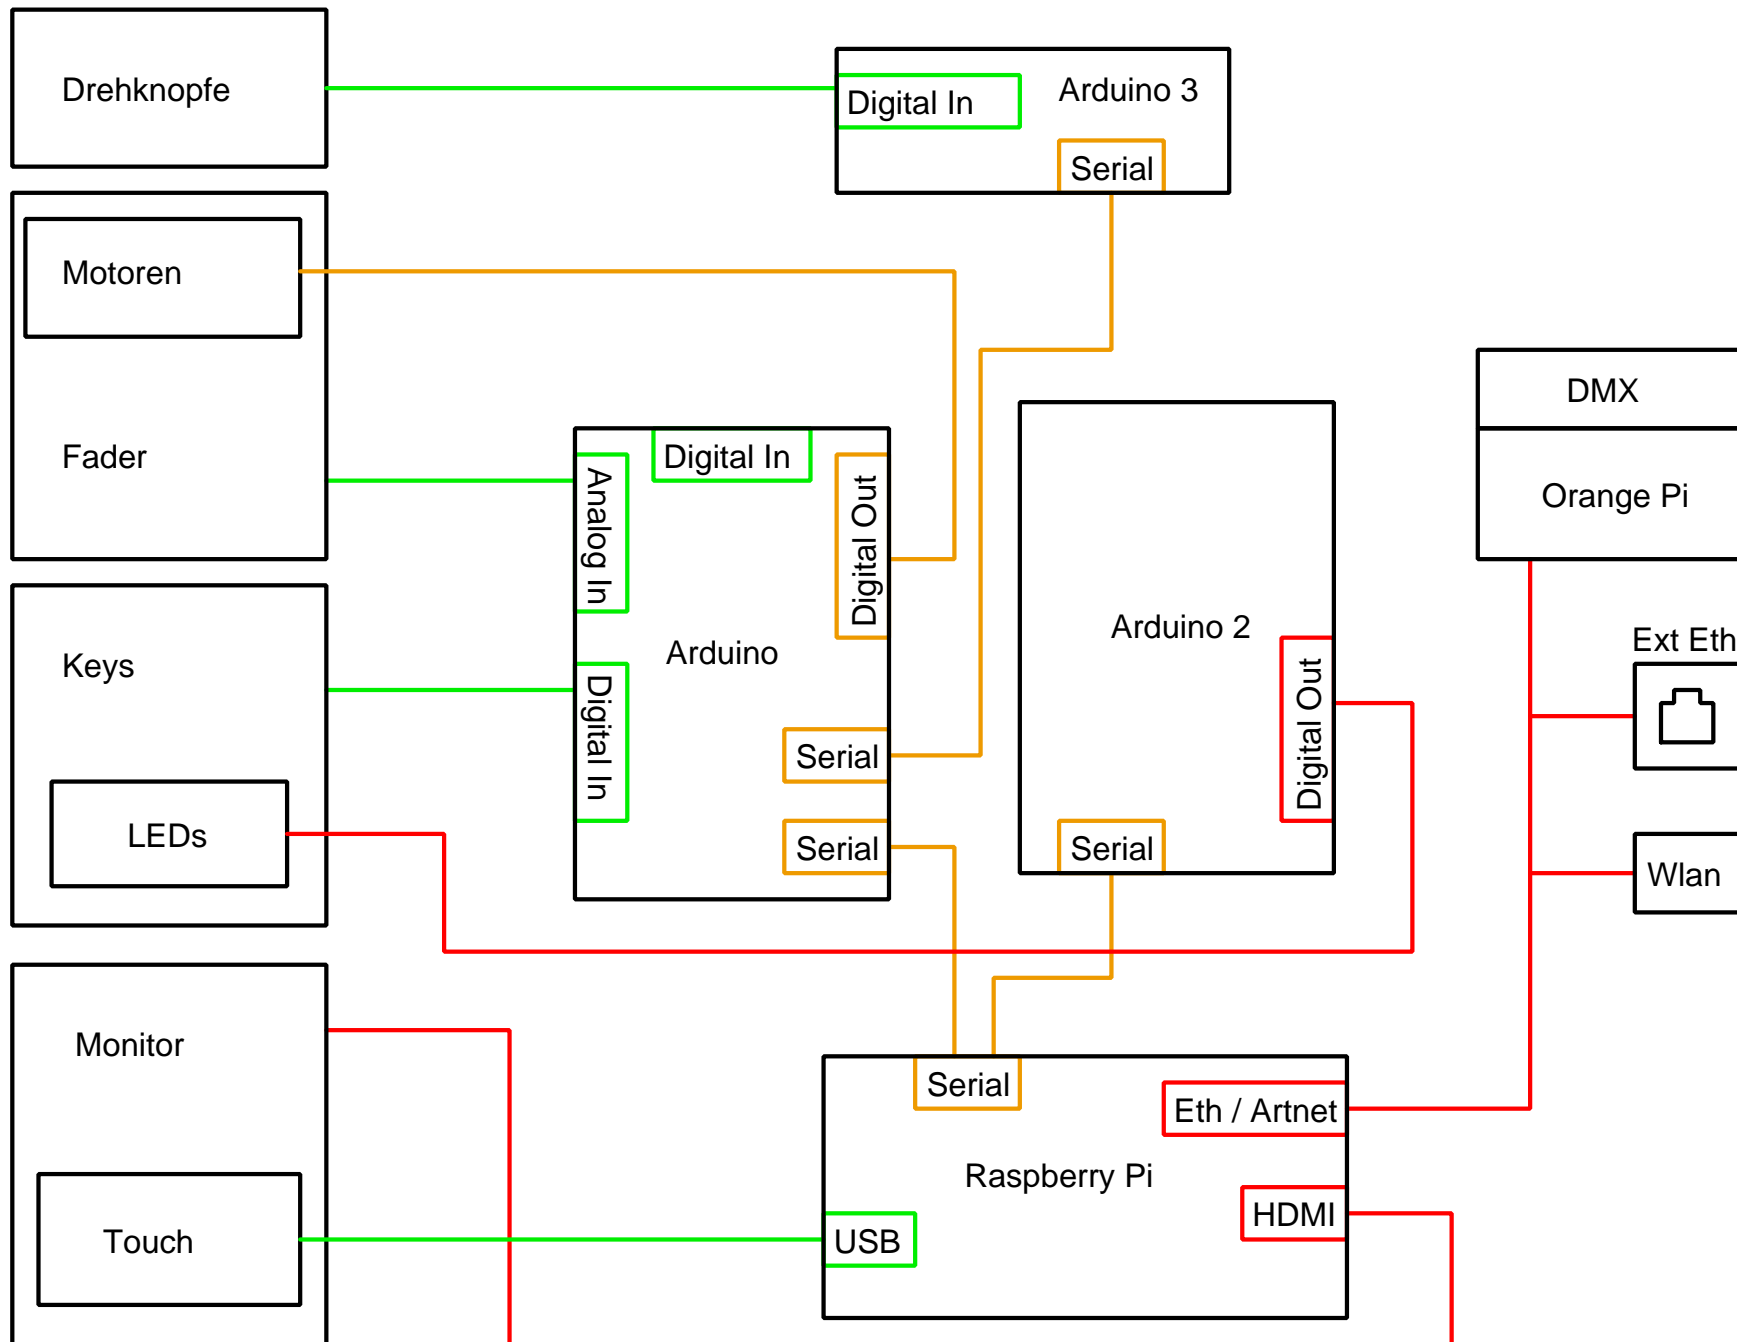 Drehknopfe
Digital In
Arduino 3
Serial
Motoren
Fader
Digital In
Analog In
Digital Out
Arduino
Digital In
Serial
Serial
Arduino 2
Digital Out
Serial
DMX
Orange Pi
Ext Eth
Wlan
Keys
LEDs
Monitor
Touch
Serial
Eth / Artnet
Raspberry Pi
HDMI
USB